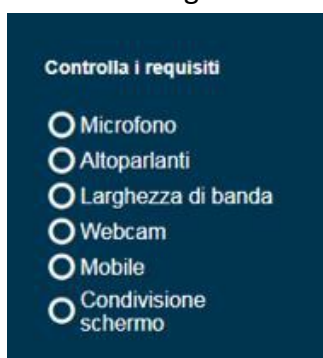 Controlla i requisiti
Microfono
Altoparlanti
Larghezza di banda
Webcam
Mobile
Condivisione
schermo